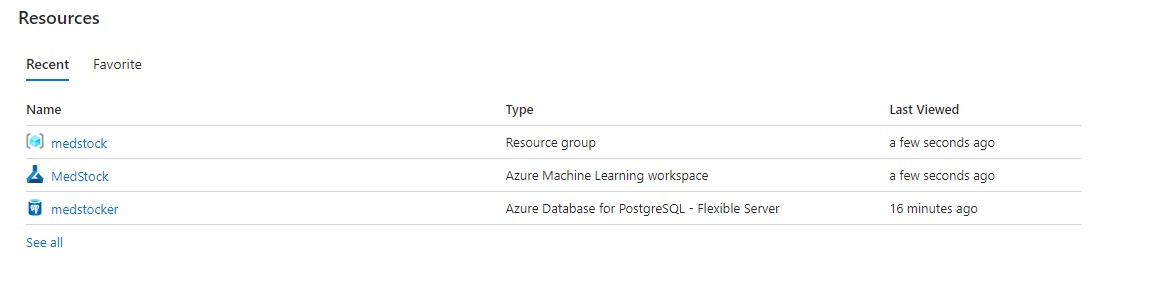 Resources
Recent Favorite
Name Type Last Viewed
medstock Resource group a few seconds ago
MedStock Azure Machine Learning workspace a few seconds ago
medstocker Azure Database for PostgreSQL - Flexible Server 16 minutes ago
See all